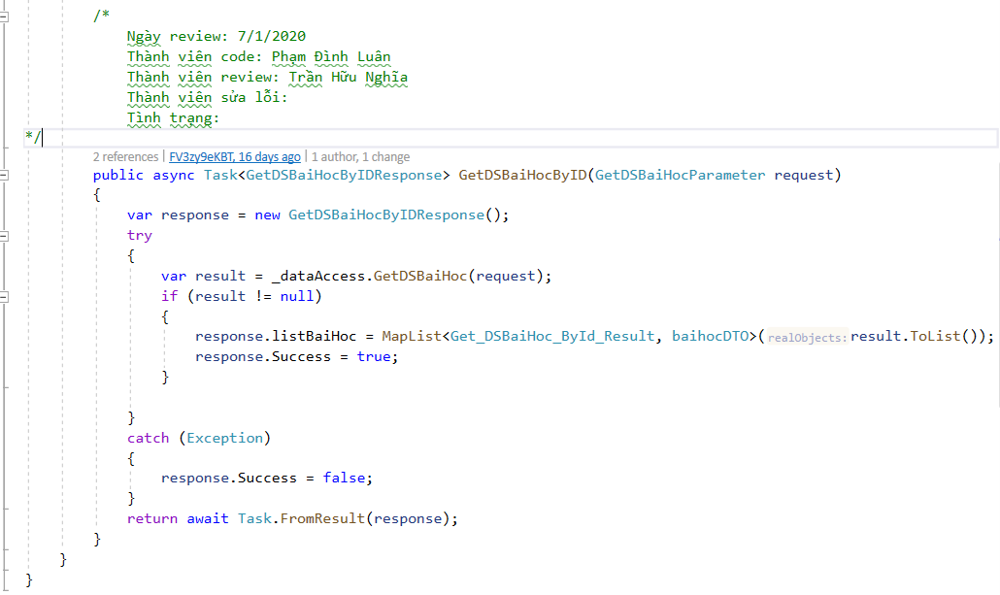 /*
Ngày review: 7/1/2020
Thành viên code: Phạm Đình Luân
Thành viên review: Trần Hữu Nghĩa
Thành viên sửa lỗi:
Tình trạng:
*/
2 references | FV3zy9eKBT, 16 days ago | 1 author, 1 change
public async Task<GetDSBaiHocByIDResponse> GetDSBaiHocByID(GetDSBaiHocParameter request)
{
var response = new GetDSBaiHocByIDResponse();
try
{
var result = _dataAccess.GetDSBaiHoc(request);
if (result != null)
{
response.listBaiHoc = MapList<Get_DSBaiHoc_ById_Result, baihocDTO>(realObjects: result.ToList());
response.Success = true;
}
}
catch (Exception)
{
response.Success = false;
}
return await Task.FromResult(response);
}
}
}